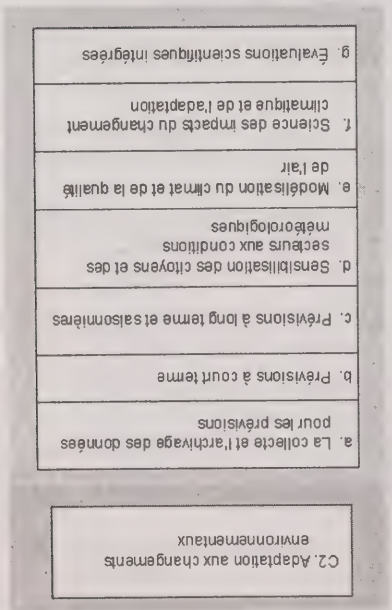 C2. Adaptation aux changements
environnementaux
a. La collecte et l'archivage des données
pour les prévisions
b. Prévisions à court terme
c. Prévisions à long terme et saisonnières
d. Sensibilisation des citoyens et des
secteurs aux conditions
météorologiques
e. Modélisation du climat et de la qualité
de l'air
f. Science des impacts du changement
climatique et de l'adaptation
g. Évaluations scientifiques intégrées